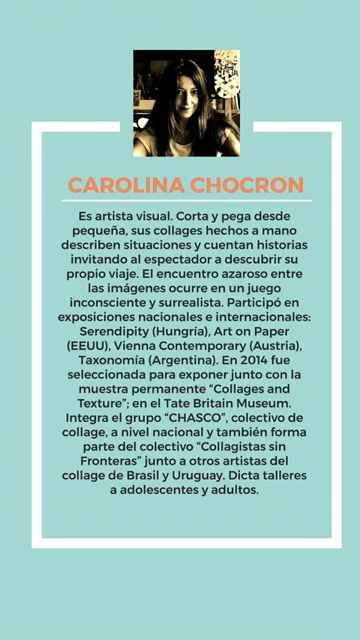 CAROLINA CHOCRON
Es artista visual. Corta y pega desde
pequeña, sus collages hechos a mano
describen situaciones y cuentan historias
invitando al espectador a descubrir su
propio viaje. El encuentro azaroso entre
las imágenes ocurre en un juego
inconsciente y surrealista. Participó en
exposiciones nacionales e internacionales:
Serendipity (Hungría), Art on Paper
(EEUU), Vienna Contemporary (Austria),
Taxonomía (Argentina). En 2014 fue
seleccionada para exponer junto con la
muestra permanente “Collages and
Texture”; en el Tate Britain Museum.
Integra el grupo “CHASCO”, colectivo de
collage, a nivel nacional y también forma
parte del colectivo “Collagistas sin
Fronteras” junto a otros artistas del
collage de Brasil y Uruguay. Dicta talleres
a adolescentes y adultos.